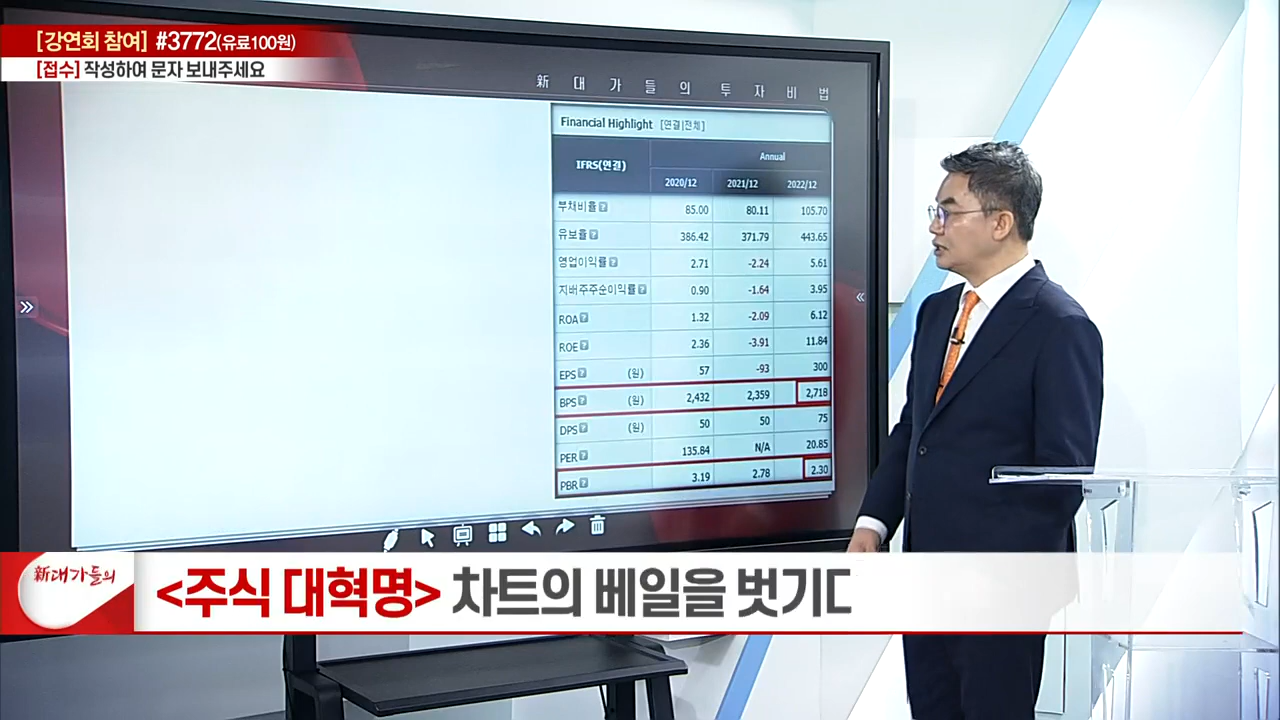 [강연회 참여] #3772(유료100원)
[접수] 작성하여 문자 보내주세요
新 대 가 들 의 투 자 비 법
Financial Highlight [연결|전체]
IFRS(연결) Annual
2020/12 2021/12 2022/12
부채비율 85.00 80.11 105.70
유보율 386.42 371.79 443.65
영업이익률 2.71 -2.24 5.61
지배주주순이익률 0.90 -1.64 3.95
ROA 1.32 -2.09 6.12
ROE 2.36 -3.91 11.84
EPS (원) 57 -93 300
BPS (원) 2,432 2,359 2,718
DPS (원) 50 50 75
PER 135.84 N/A 20.85
PBR 3.19 2.78 2.30
新대가들의
<주식 대혁명> 차트의 베일을 벗기